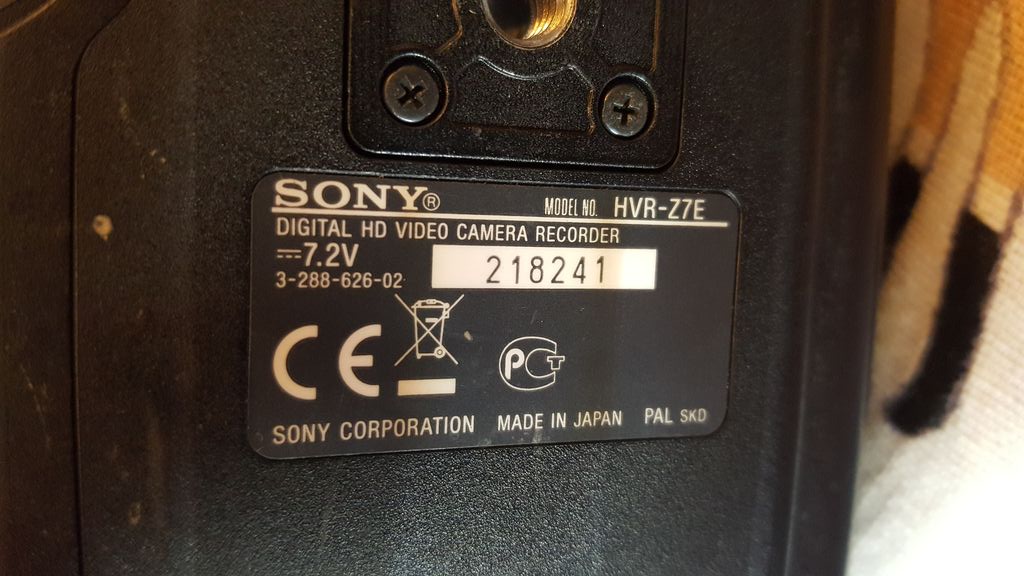 SONY® MODEL NO. HVR-Z7E
DIGITAL HD VIDEO CAMERA RECORDER
⎓7.2V
218241
3-288-626-02
CE PCT
SONY CORPORATION MADE IN JAPAN PAL SKD